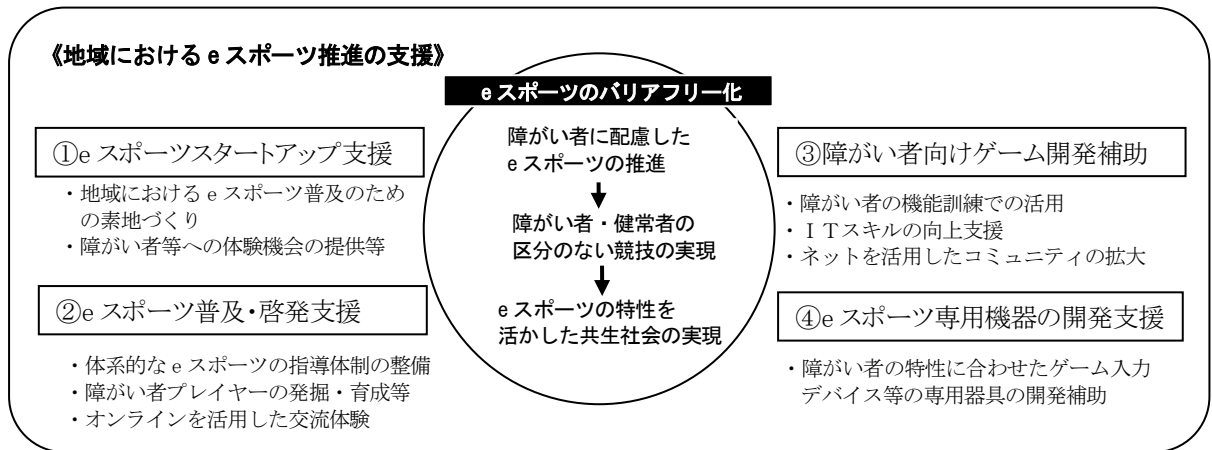 《地域におけるeスポーツ推進の支援》
eスポーツのバリアフリー化
障がい者に配慮した
eスポーツの推進
障がい者・健常者の
区分のない競技の実現
eスポーツの特性を
活かした共生社会の実現
①eスポーツスタートアップ支援
・地域におけるeスポーツ普及のため
の素地づくり
・障がい者等への体験機会の提供等
②eスポーツ普及・啓発支援
・体系的なeスポーツの指導体制の整備
・障がい者プレイヤーの発掘・育成等
・オンラインを活用した交流体験
③障がい者向けゲーム開発補助
・障がい者の機能訓練での活用
・ＩＴスキルの向上支援
・ネットを活用したコミュニティの拡大
④eスポーツ専用機器の開発支援
・障がい者の特性に合わせたゲーム入力
デバイス等の専用器具の開発補助